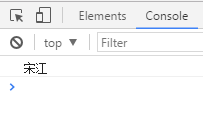 Elements Console
top ▼ Filter
宋江